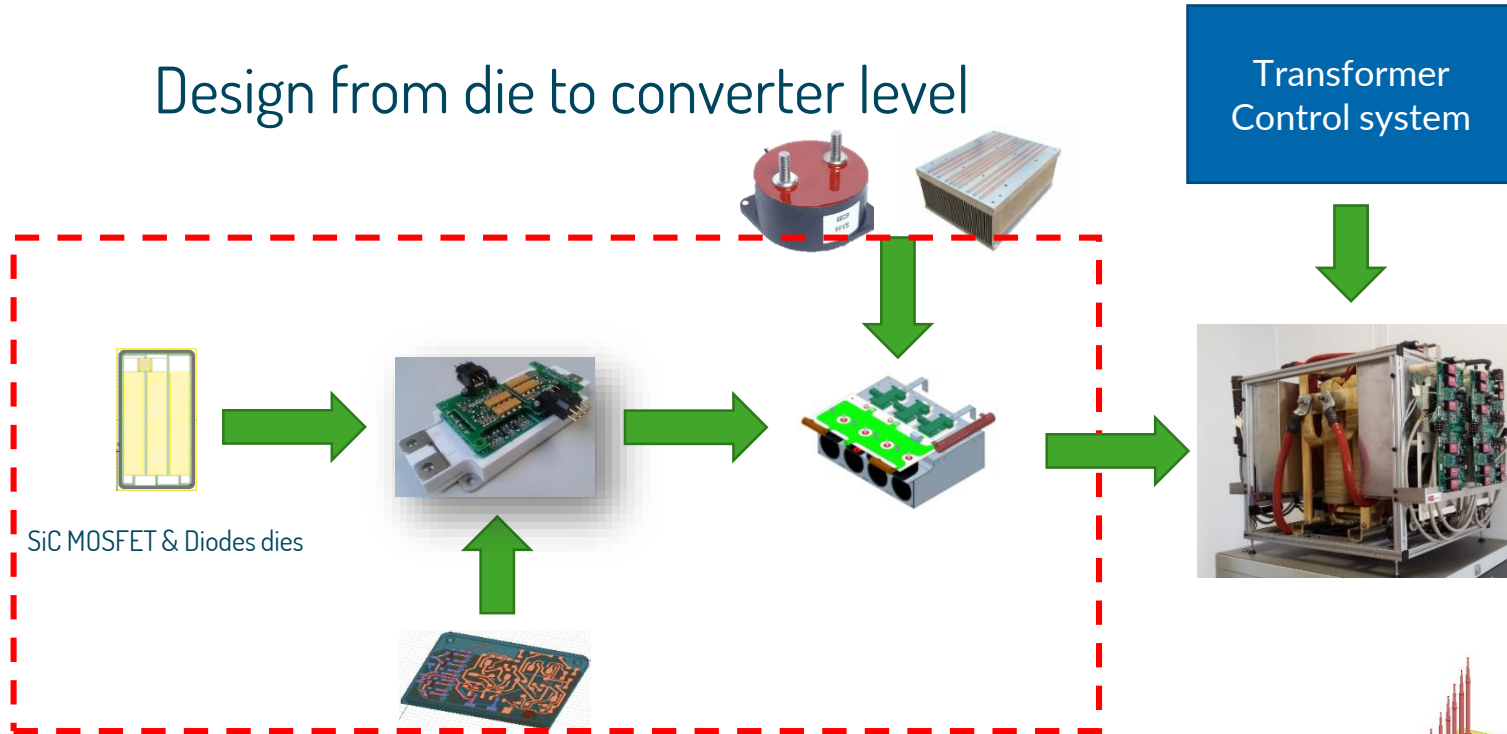 Design from die to converter level
Transformer
Control system
SiC MOSFET & Diodes dies